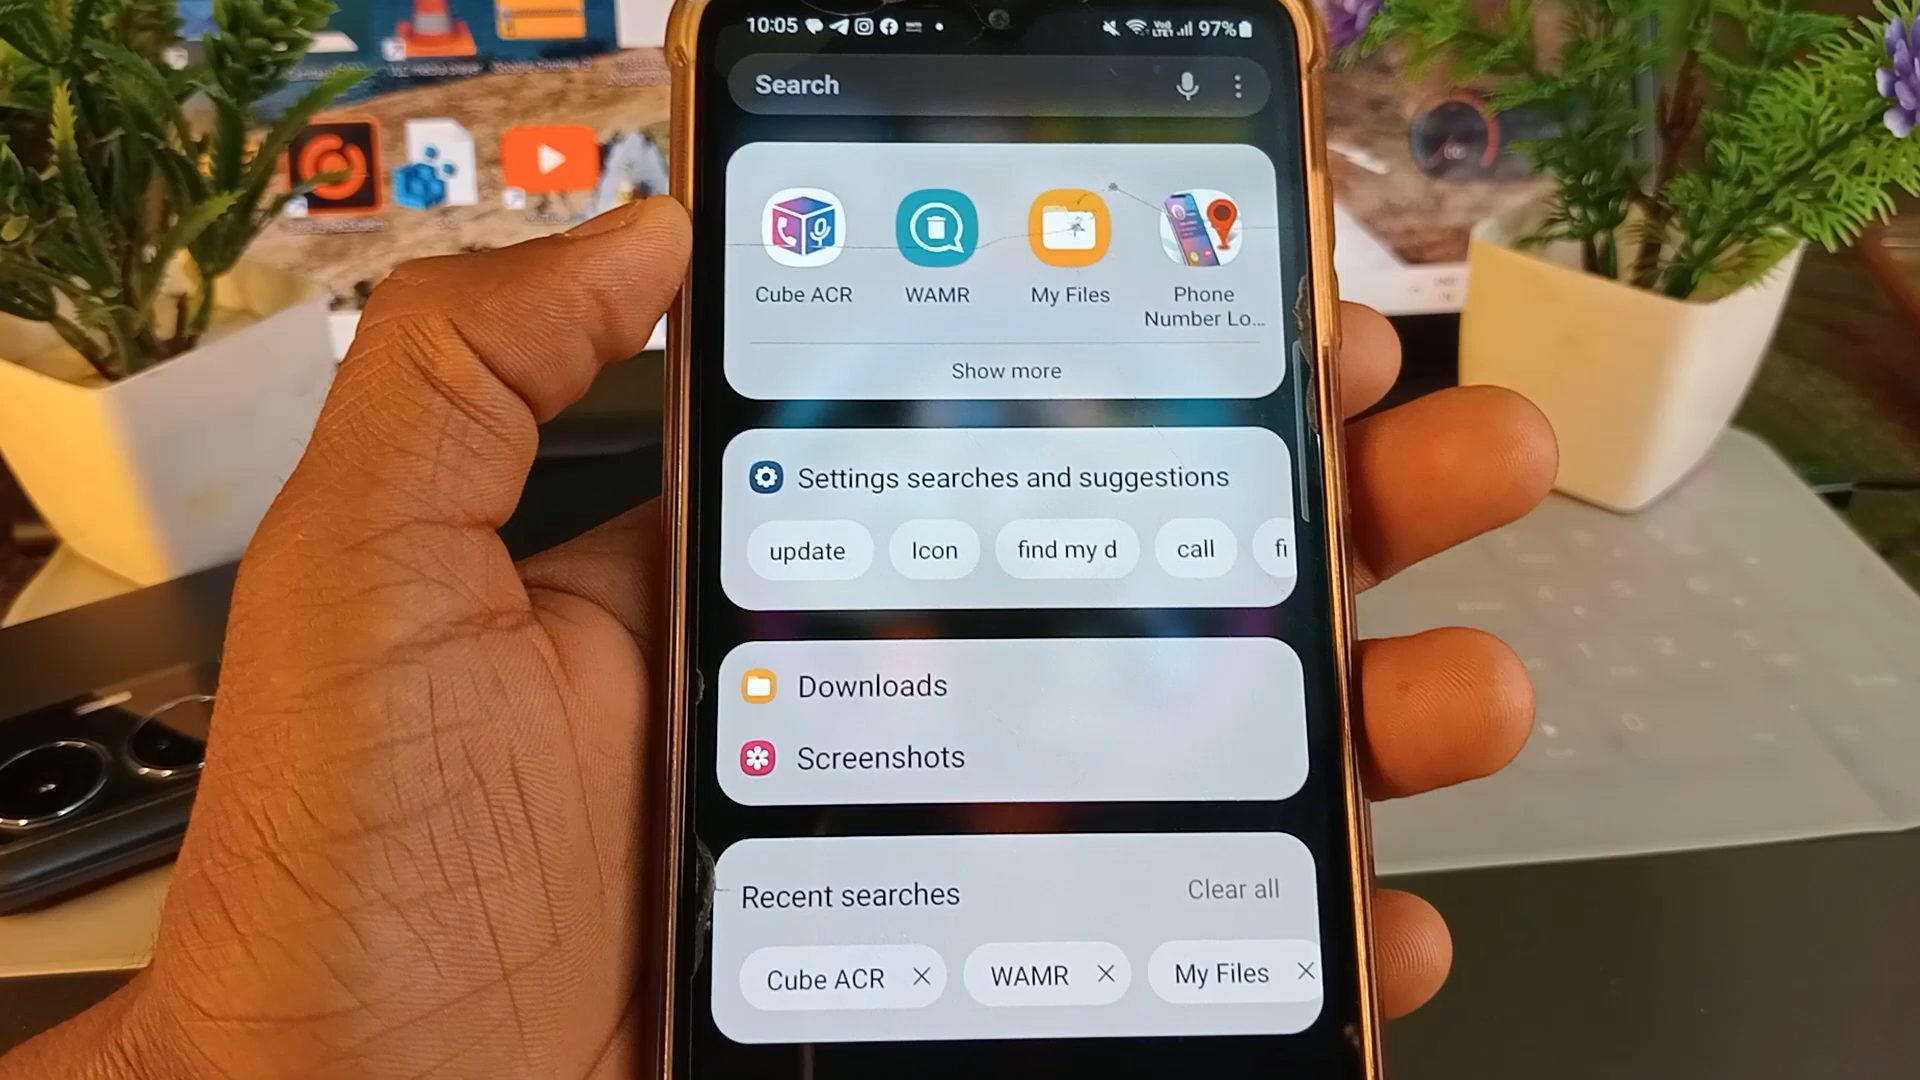 10:05 97%
Search
Cube ACR WAMR My Files Phone
Number Lo...
Show more
Settings searches and suggestions
update Icon find my d call fi
Downloads
Screenshots
Recent searches Clear all
Cube ACR WAMR My Files